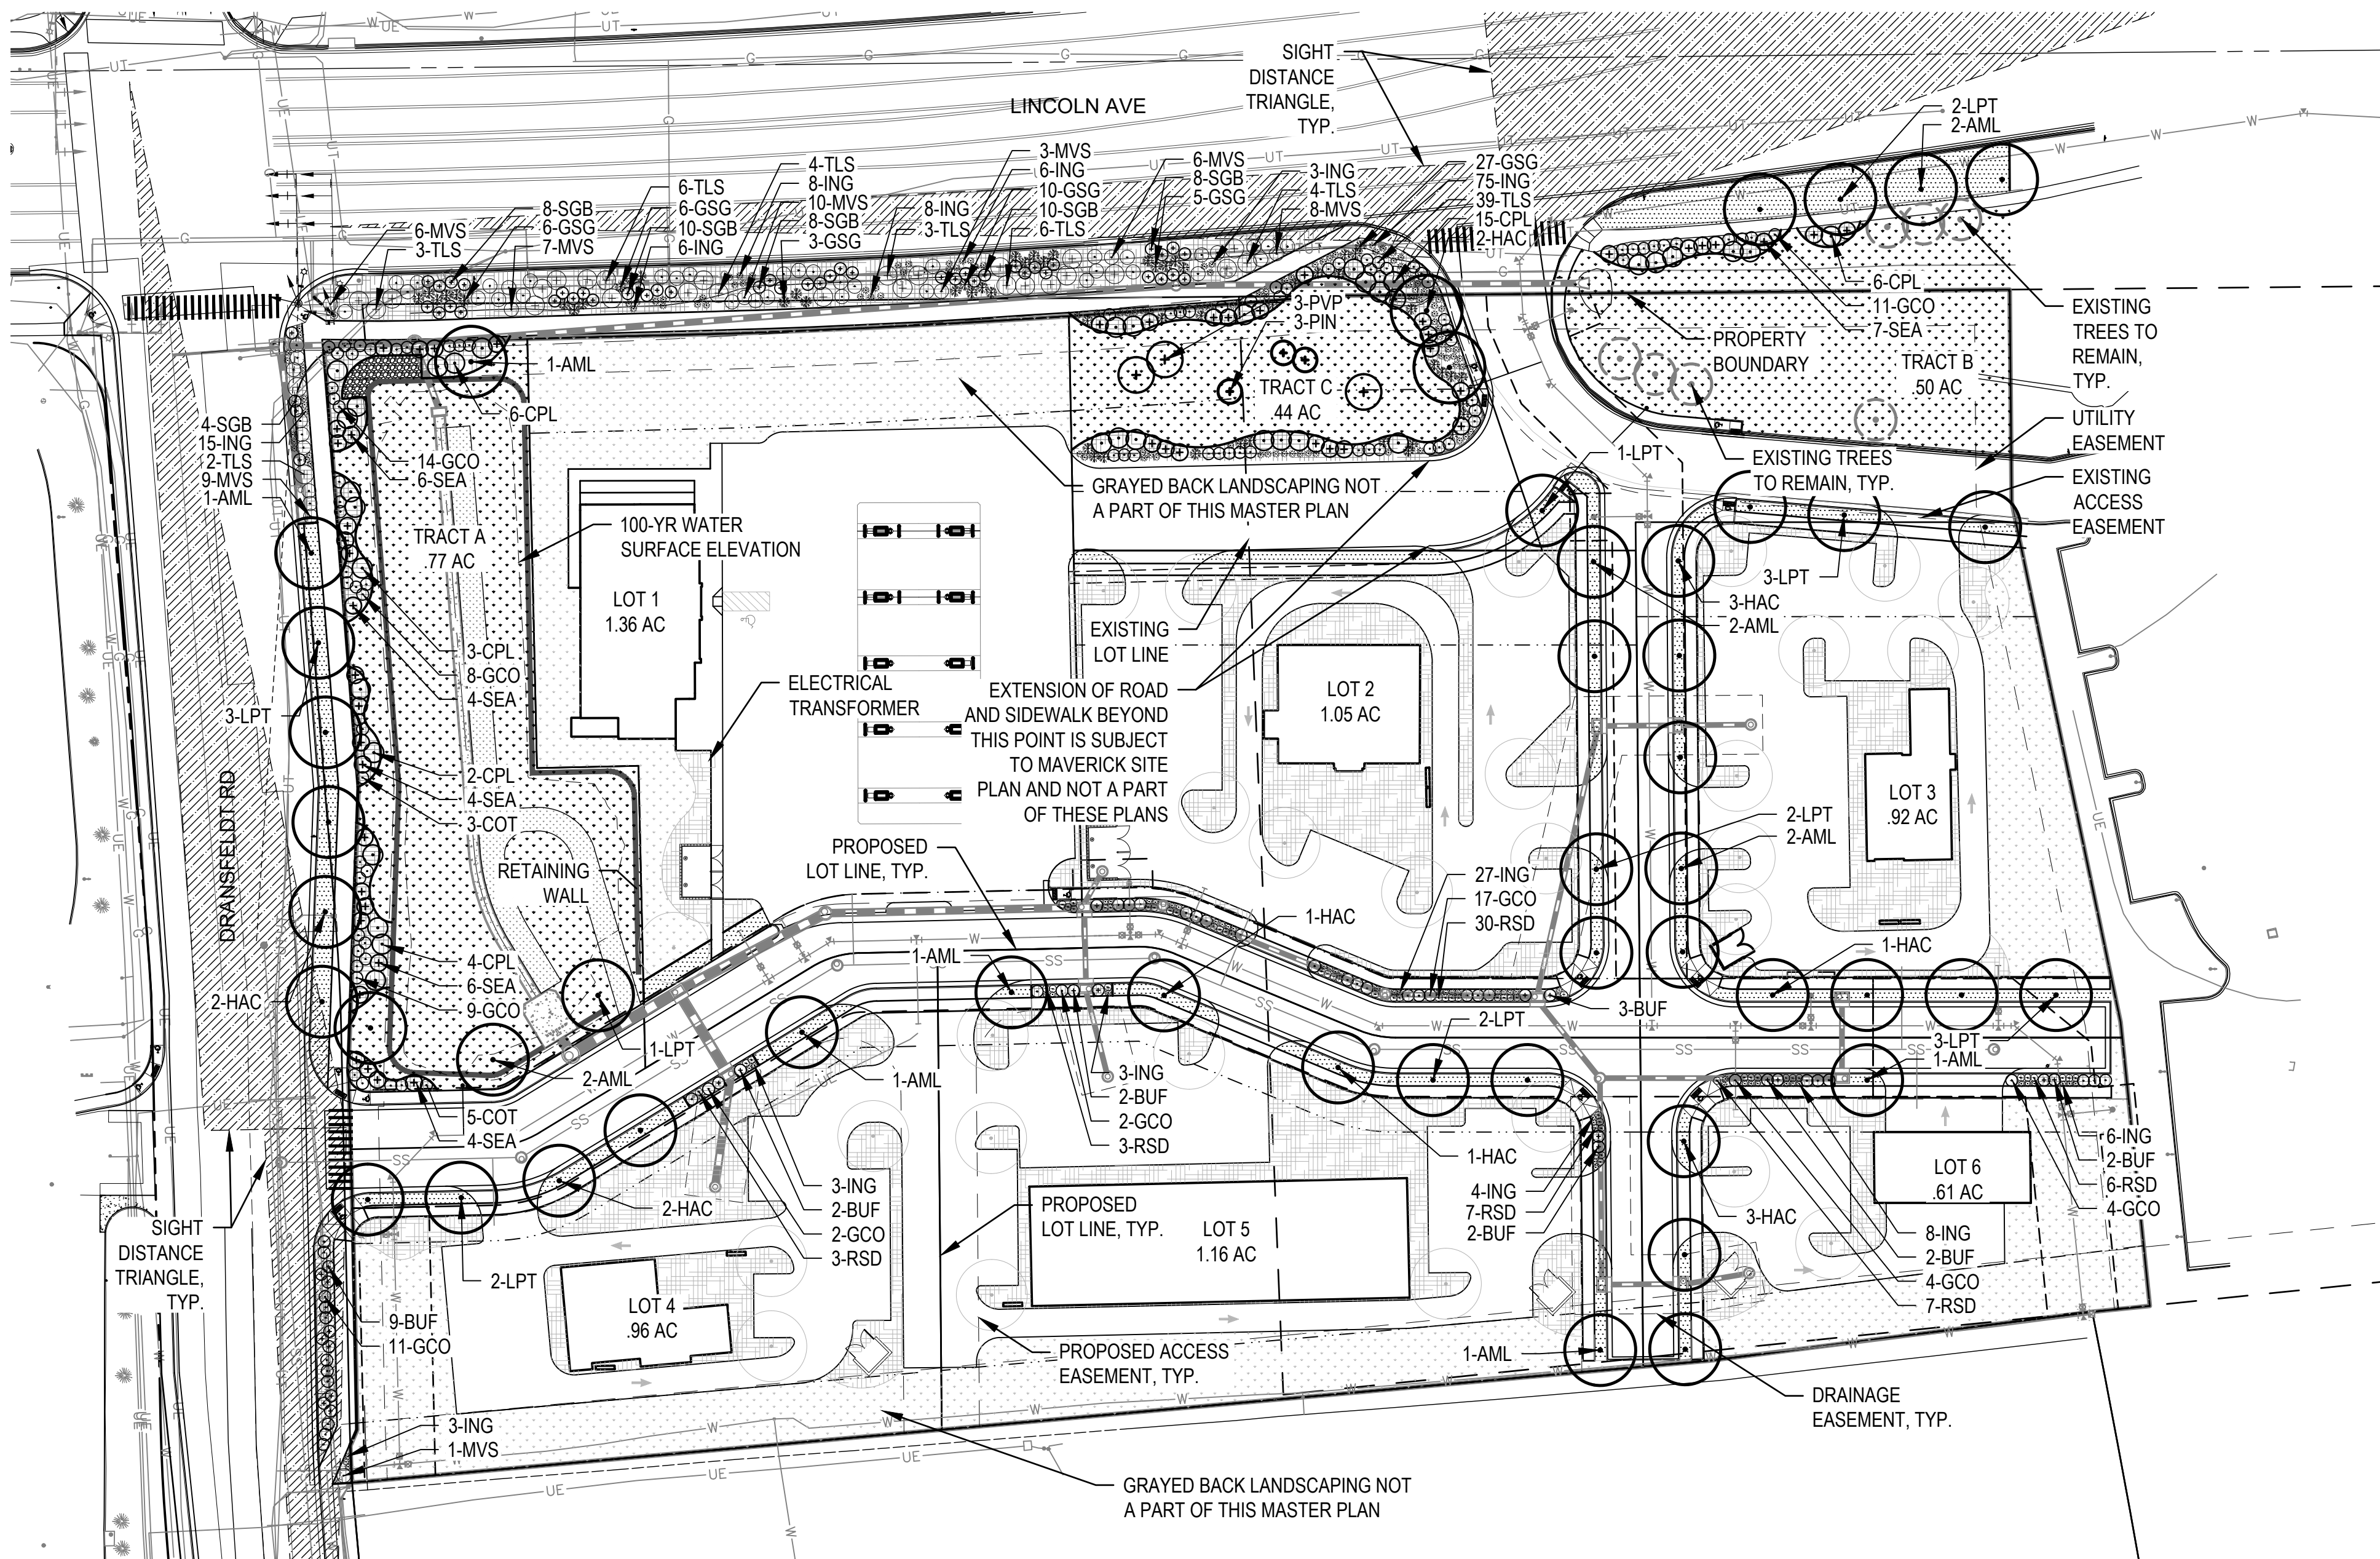 LINCOLN AVE
SIGHT
DISTANCE
TRIANGLE,
TYP.
2-LPT
2-AML
6-MVS
3-TLS
8-SGB
6-GSG
7-MVS
6-TLS
6-GSG
10-SGB
6-ING
4-TLS
8-ING
10-MVS
8-SGB
3-GSG
8-ING
3-TLS
3-MVS
6-ING
10-GSG
10-SGB
6-TLS
6-MVS
8-SGB
5-GSG
3-ING
4-TLS
8-MVS
27-GSG
75-ING
39-TLS
15-CPL
2-HAC
6-CPL
11-GCO
7-SEA
EXISTING
TREES TO
REMAIN,
TYP.
PROPERTY
BOUNDARY
TRACT B
.50 AC
3-PVP
3-PIN
TRACT C
.44 AC
1-AML
6-CPL
4-SGB
15-ING
2-TLS
9-MVS
1-AML
14-GCO
6-SEA
UTILITY
EASEMENT
EXISTING
ACCESS
EASEMENT
1-LPT
EXISTING TREES
TO REMAIN, TYP.
GRAYED BACK LANDSCAPING NOT
A PART OF THIS MASTER PLAN
TRACT A
.77 AC
100-YR WATER
SURFACE ELEVATION
LOT 1
1.36 AC
3-LPT
3-HAC
2-AML
EXISTING
LOT LINE
3-CPL
8-GCO
4-SEA
ELECTRICAL
TRANSFORMER
EXTENSION OF ROAD
AND SIDEWALK BEYOND
THIS POINT IS SUBJECT
TO MAVERICK SITE
PLAN AND NOT A PART
OF THESE PLANS
LOT 2
1.05 AC
3-LPT
DRANSFELDT RD
2-CPL
4-SEA
3-COT
LOT 3
.92 AC
2-LPT
2-AML
RETAINING
WALL
PROPOSED
LOT LINE, TYP.
27-ING
17-GCO
30-RSD
1-HAC
1-AML
1-HAC
4-CPL
6-SEA
9-GCO
2-HAC
3-BUF
2-LPT
1-LPT
2-AML
1-AML
3-LPT
1-AML
3-ING
2-BUF
2-GCO
3-RSD
5-COT
4-SEA
1-HAC
6-ING
2-BUF
6-RSD
4-GCO
LOT 6
.61 AC
3-ING
2-BUF
2-GCO
3-RSD
2-HAC
PROPOSED
LOT LINE, TYP.
LOT 5
1.16 AC
4-ING
7-RSD
2-BUF
3-HAC
8-ING
2-BUF
4-GCO
7-RSD
SIGHT
DISTANCE
TRIANGLE,
TYP.
2-LPT
LOT 4
.96 AC
9-BUF
11-GCO
PROPOSED ACCESS
EASEMENT, TYP.
1-AML
DRAINAGE
EASEMENT, TYP.
3-ING
1-MVS
GRAYED BACK LANDSCAPING NOT
A PART OF THIS MASTER PLAN